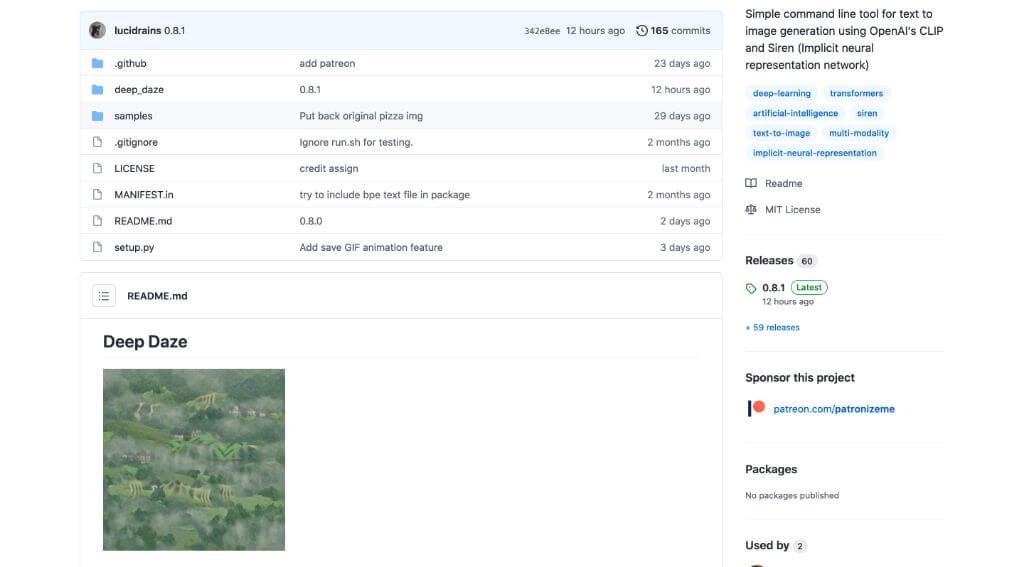 lucidrains 0.8.1 342e8ee 12 hours ago 165 commits
.github add patreon 23 days ago
deep_daze 0.8.1 12 hours ago
samples Put back original pizza img 29 days ago
.gitignore Ignore run.sh for testing. 2 months ago
LICENSE credit assign last month
MANIFEST.in try to include bpe text file in package 2 months ago
README.md 0.8.0 2 days ago
setup.py Add save GIF animation feature 3 days ago
README.md
Deep Daze
Simple command line tool for text to
image generation using OpenAI's CLIP
and Siren (Implicit neural
representation network)
deep-learning transformers
artificial-intelligence siren
text-to-image multi-modality
implicit-neural-representation
Readme
MIT License
Releases 60
0.8.1 Latest
12 hours ago
+ 59 releases
Sponsor this project
patreon.com/patronizeme
Packages
No packages published
Used by 2